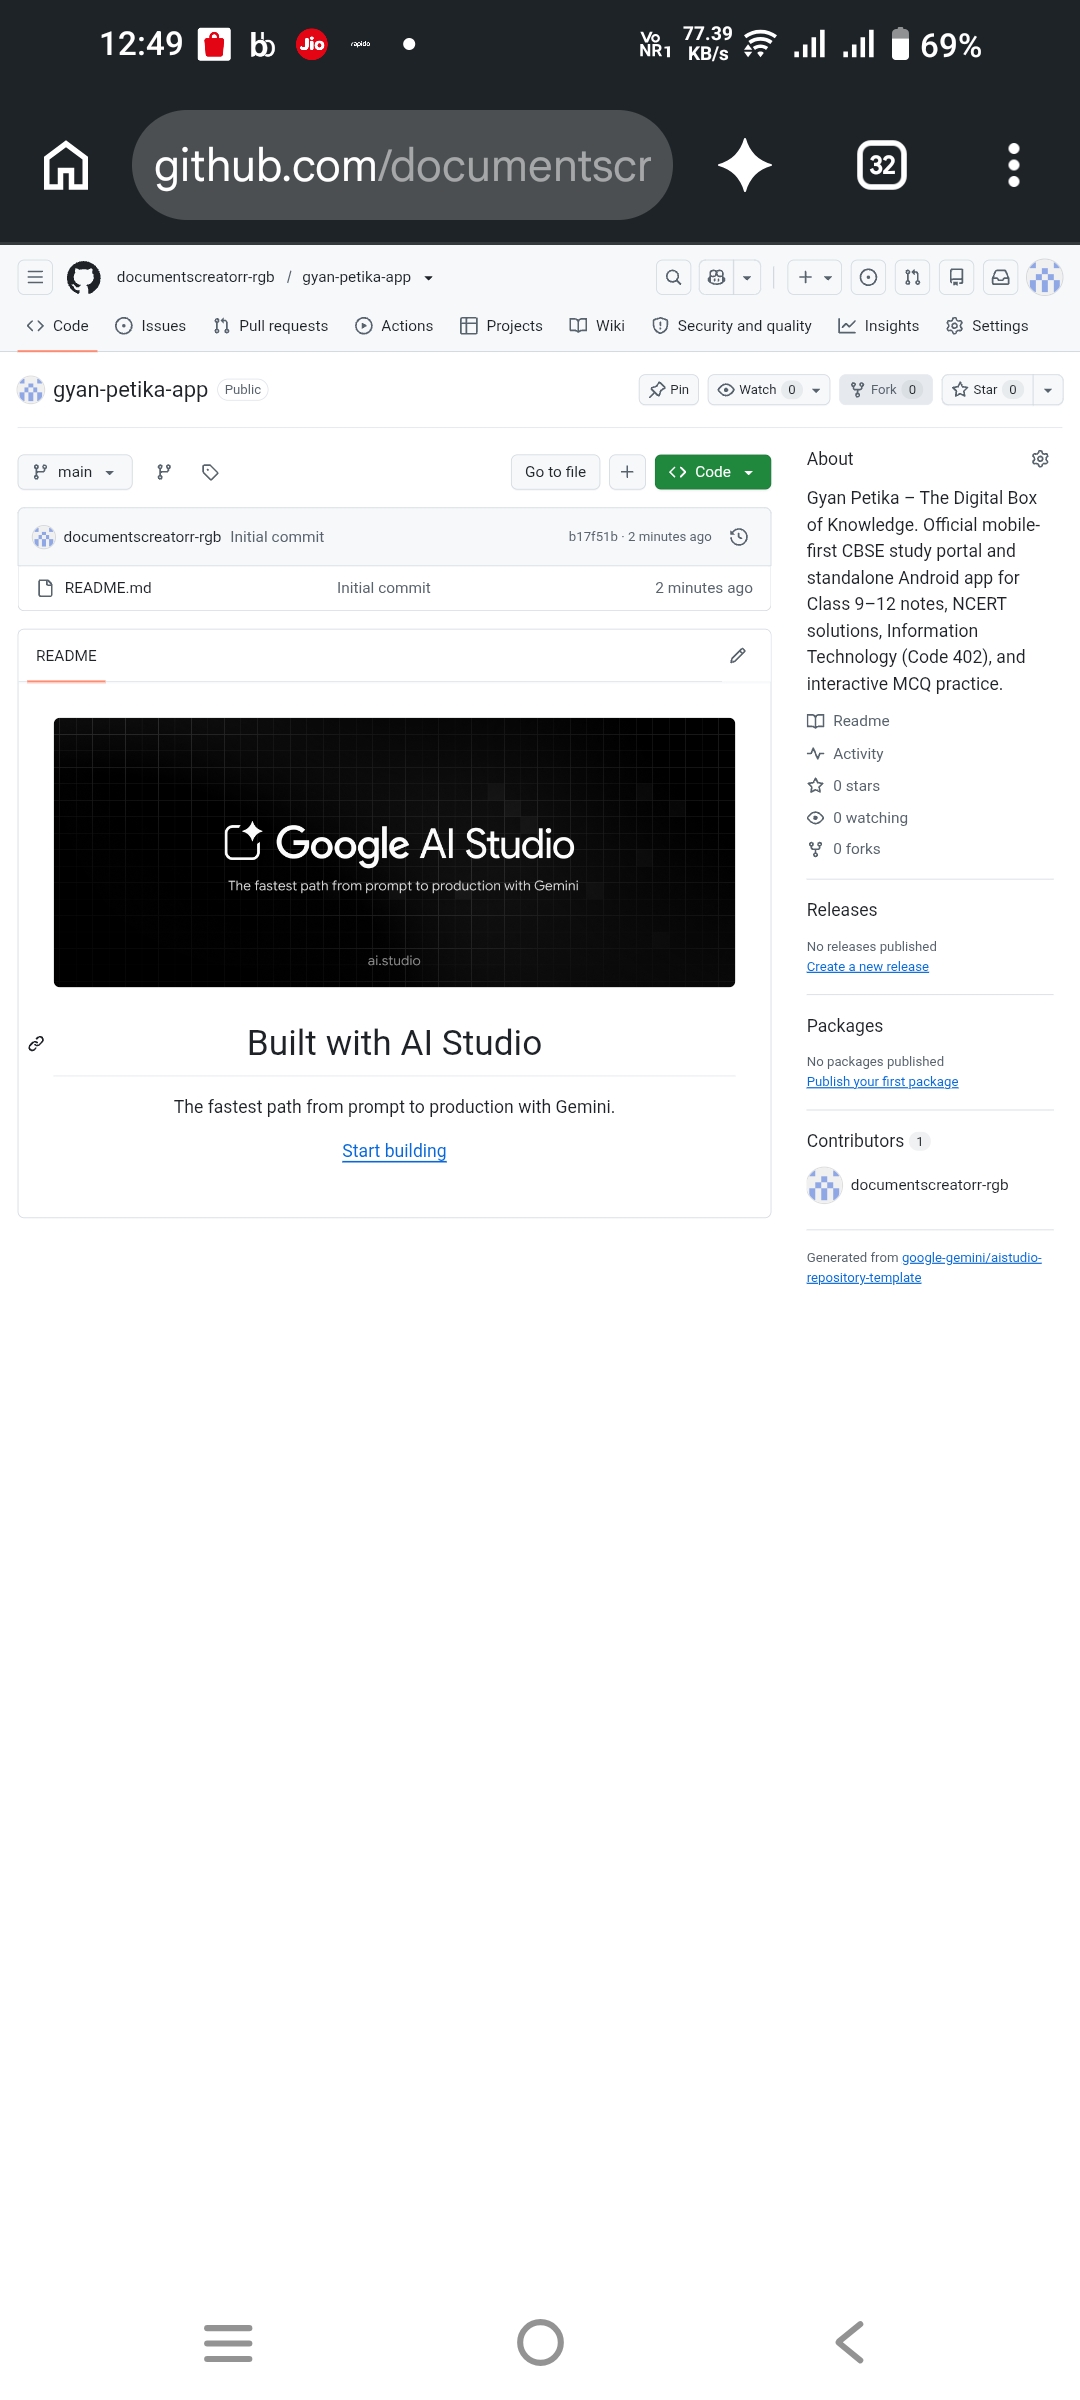 12:49 Jio rapido Vo NR1 77.39 KB/s 69%
github.com/documentscr
32
documentscreatorr-rgb / gyan-petika-app
Code Issues Pull requests Actions Projects Wiki Security and quality Insights Settings
gyan-petika-app Public
Pin Watch 0 Fork 0 Star 0
main Go to file Code
documentscreatorr-rgb Initial commit b17f51b · 2 minutes ago
README.md Initial commit 2 minutes ago
README
Google AI Studio
The fastest path from prompt to production with Gemini
ai.studio
Built with AI Studio
The fastest path from prompt to production with Gemini.
Start building
About
Gyan Petika – The Digital Box
of Knowledge. Official mobile-
first CBSE study portal and
standalone Android app for
Class 9–12 notes, NCERT
solutions, Information
Technology (Code 402), and
interactive MCQ practice.
Readme
Activity
0 stars
0 watching
0 forks
Releases
No releases published
Create a new release
Packages
No packages published
Publish your first package
Contributors 1
documentscreatorr-rgb
Generated from google-gemini/aistudio-
repository-template